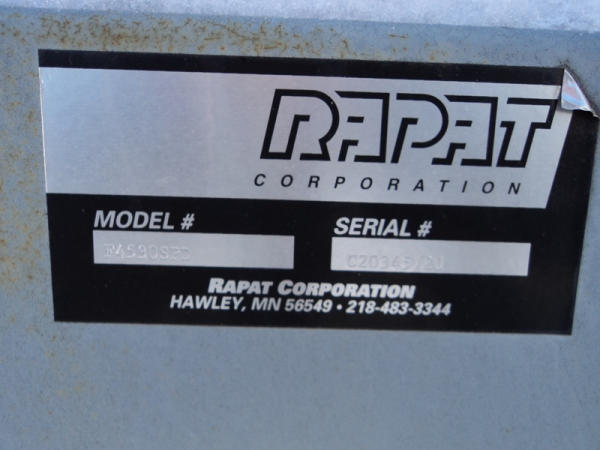 RAPAT
CORPORATION
MODEL # SERIAL #
RAPAT CORPORATION
HAWLEY, MN 56549 • 218-483-3344